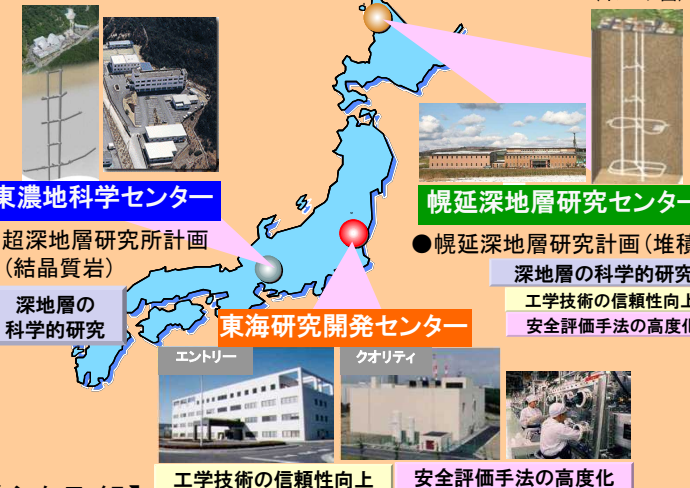 東濃地科学センター
超深地層研究所計画
(結晶質岩)
深地層の
科学的研究
幌延深地層研究センター
●幌延深地層研究計画(堆積
深地層の科学的研究
工学技術の信頼性向上
安全評価手法の高度化
東海研究開発センター
エントリー
クオリティ
工学技術の信頼性向上
安全評価手法の高度化